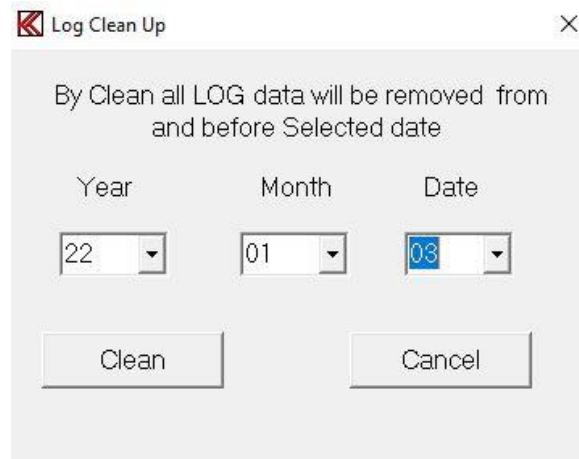 Log Clean Up
By Clean all LOG data will be removed from
and before Selected date
Year Month Date
22 01 03
Clean Cancel